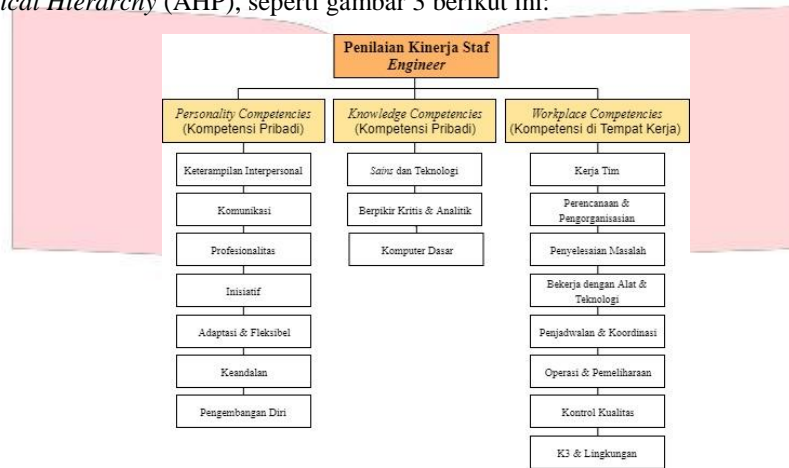 ical Hierarchy (AHP), seperti gambar 3 berikut ini:
Penilaian Kinerja Staf
Engineer
Personality Competencies
(Kompetensi Pribadi)
Keterampilan Interpersonal
Komunikasi
Profesionalitas
Inisiatif
Adaptasi & Fleksibel
Keandalan
Pengembangan Diri
Knowledge Competencies
(Kompetensi Pribadi)
Sains dan Teknologi
Berpikir Kritis & Analitik
Komputer Dasar
Workplace Competencies
(Kompetensi di Tempat Kerja)
Kerja Tim
Perencanaan &
Pengorganisasian
Penyelesaian Masalah
Bekerja dengan Alat &
Teknologi
Penjadwalan & Koordinasi
Operasi & Pemeliharaan
Kontrol Kualitas
K3 & Lingkungan